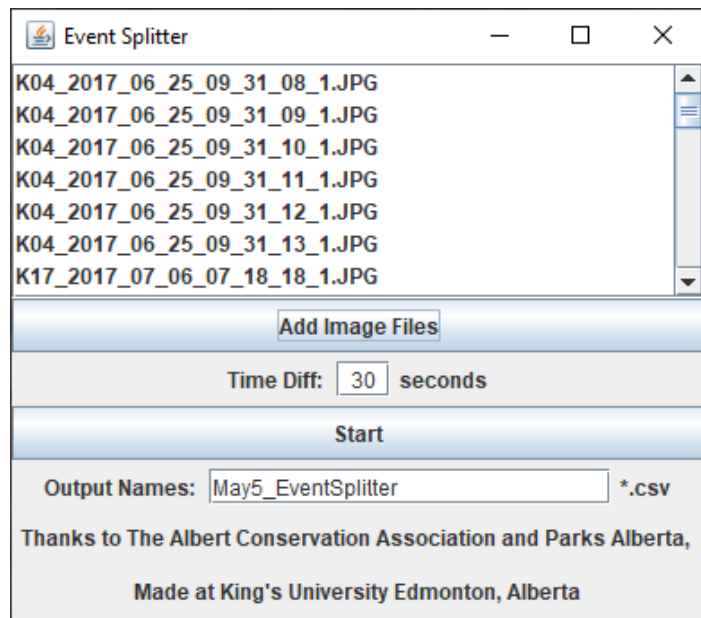 Event Splitter
K04_2017_06_25_09_31_08_1.JPG
K04_2017_06_25_09_31_09_1.JPG
K04_2017_06_25_09_31_10_1.JPG
K04_2017_06_25_09_31_11_1.JPG
K04_2017_06_25_09_31_12_1.JPG
K04_2017_06_25_09_31_13_1.JPG
K17_2017_07_06_07_18_18_1.JPG
Add Image Files
Time Diff: 30 seconds
Start
Output Names: May5_EventSplitter *.csv
Thanks to The Albert Conservation Association and Parks Alberta,
Made at King's University Edmonton, Alberta